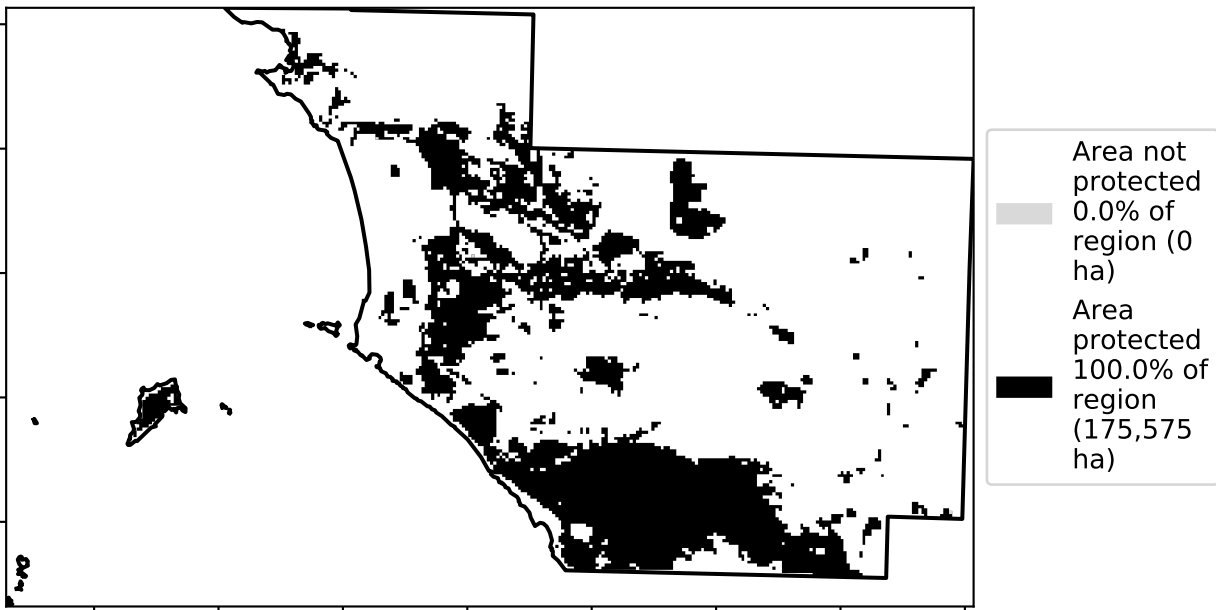 Area not
protected
0.0% of
region (0
ha)
Area
protected
100.0% of
region
(175,575
ha)